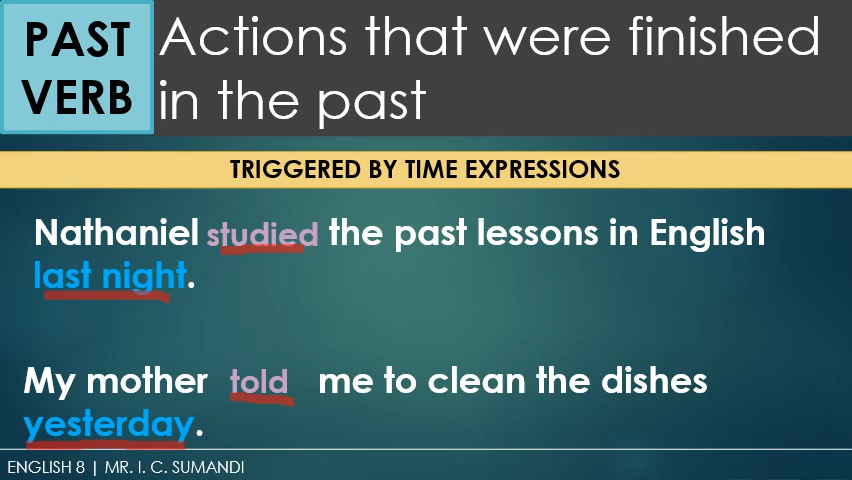 PAST
VERB
Actions that were finished
in the past
TRIGGERED BY TIME EXPRESSIONS
Nathaniel studied the past lessons in English
last night.
My mother told me to clean the dishes
yesterday.
ENGLISH 8 | MR. I. C. SUMANDI